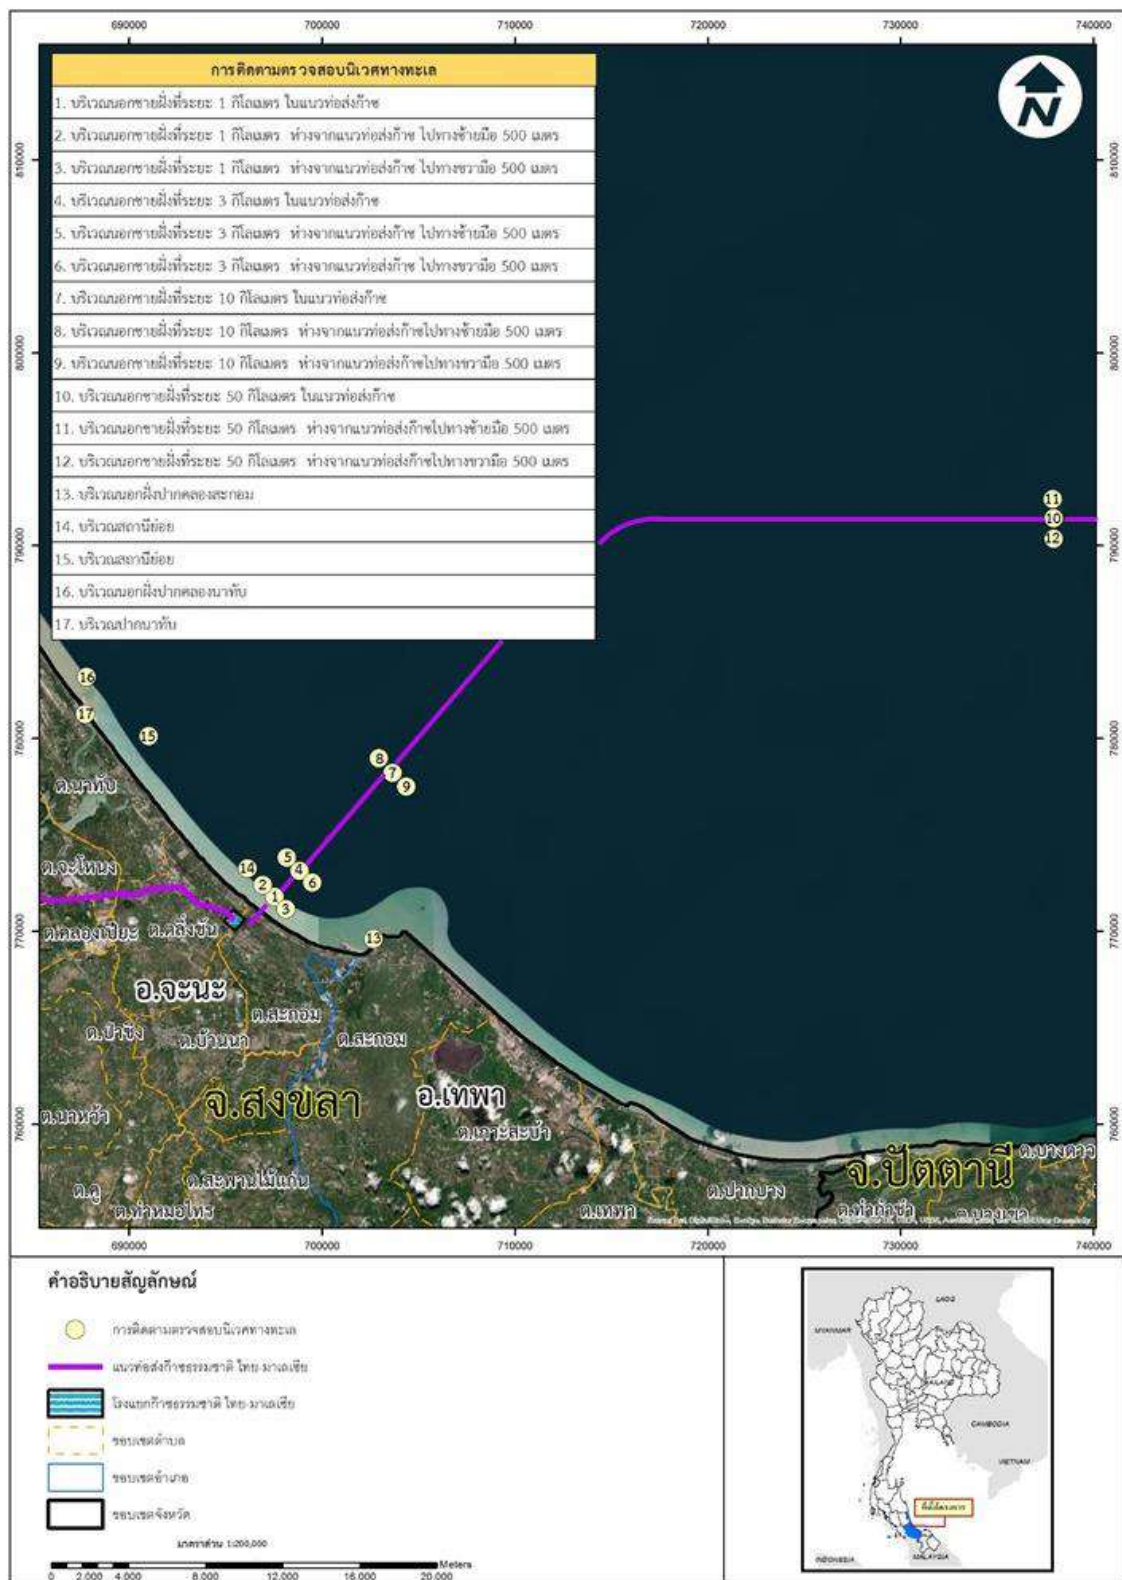 690000 700000 710000 720000 730000 740000
การติดตามตรวจสอบนิเวศทางทะเล
1. บริเวณนอกชายฝั่งที่ระยะ 1 กิโลเมตร ในแนวท่อส่งก๊าซ
2. บริเวณนอกชายฝั่งที่ระยะ 1 กิโลเมตร ห่างจากแนวท่อส่งก๊าซ ไปทางซ้ายมือ 500 เมตร
3. บริเวณนอกชายฝั่งที่ระยะ 1 กิโลเมตร ห่างจากแนวท่อส่งก๊าซ ไปทางขวามือ 500 เมตร
4. บริเวณนอกชายฝั่งที่ระยะ 3 กิโลเมตร ในแนวท่อส่งก๊าซ
5. บริเวณนอกชายฝั่งที่ระยะ 3 กิโลเมตร ห่างจากแนวท่อส่งก๊าซ ไปทางซ้ายมือ 500 เมตร
6. บริเวณนอกชายฝั่งที่ระยะ 3 กิโลเมตร ห่างจากแนวท่อส่งก๊าซ ไปทางขวามือ 500 เมตร
7. บริเวณนอกชายฝั่งที่ระยะ 10 กิโลเมตร ในแนวท่อส่งก๊าซ
8. บริเวณนอกชายฝั่งที่ระยะ 10 กิโลเมตร ห่างจากแนวท่อส่งก๊าซไปทางซ้ายมือ 500 เมตร
9. บริเวณนอกชายฝั่งที่ระยะ 10 กิโลเมตร ห่างจากแนวท่อส่งก๊าซไปทางขวามือ 500 เมตร
10. บริเวณนอกชายฝั่งที่ระยะ 50 กิโลเมตร ในแนวท่อส่งก๊าซ
11. บริเวณนอกชายฝั่งที่ระยะ 50 กิโลเมตร ห่างจากแนวท่อส่งก๊าซไปทางซ้ายมือ 500 เมตร
12. บริเวณนอกชายฝั่งที่ระยะ 50 กิโลเมตร ห่างจากแนวท่อส่งก๊าซไปทางขวามือ 500 เมตร
13. บริเวณนอกฝั่งปากคลองสะกอม
14. บริเวณสถานีย่อย
15. บริเวณสถานีย่อย
16. บริเวณนอกฝั่งปากคลองนาทับ
17. บริเวณปากนาทับ
N
810000 810000
800000 800000
790000 790000
780000 780000
770000 770000
760000 760000
11
10
12
16
17
15
8
7
9
5
4
6
14
2
1
3
13
ต.นาทับ
ต.จะโหนง
ต.คลองเปียะ ต.ตลิ่งชัน
อ.จะนะ
ต.สะกอม
ต.ป่าชิง
ต.บ้านนา
ต.สะกอม
จ.สงขลา
อ.เทพา
ต.นาหว้า
ต.เกาะสะบ้า
ต.บางตาวา
จ.ปัตตานี
ต.สะพานไม้แก่น
ต.คู
ต.ปากบาง
ต.ท่าหมอไทร
ต.เทพา
ต.ท่ากำชำ
ต.บางเขา
690000 700000 710000 720000 730000 740000
คำอธิบายสัญลักษณ์
การติดตามตรวจสอบนิเวศทางทะเล
แนวท่อส่งก๊าซธรรมชาติ ไทย-มาเลเซีย
โรงแยกก๊าซธรรมชาติ ไทย-มาเลเซีย
ขอบเขตตำบล
ขอบเขตอำเภอ
ขอบเขตจังหวัด
มาตราส่วน 1:200,000
Meters
0 2,000 4,000 8,000 12,000 16,000 20,000
LAOS
MYANMAR
THAILAND
CAMBODIA
VIETNAM
ที่ตั้งโครงการ
INDONESIA
MALAYSIA